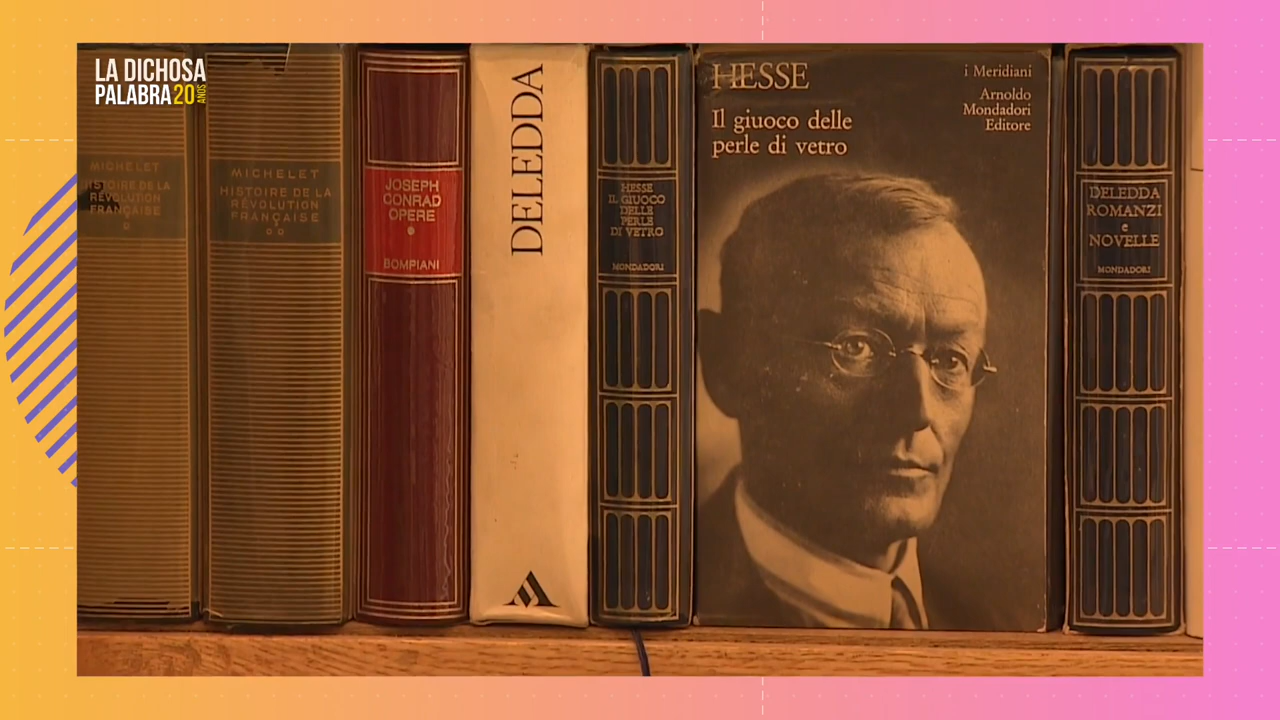 LA DICHOSA
PALABRA 20 AÑOS
MICHELET
HISTOIRE DE LA
RÉVOLUTION
FRANÇAISE
MICHELET
HISTOIRE DE LA
RÉVOLUTION
FRANÇAISE
JOSEPH
CONRAD
OPERE
BOMPIANI
DELEDDA
HESSE
IL GIUOCO
DELLE
PERLE
DI VETRO
MONDADORI
HESSE
Il giuoco delle
perle di vetro
i Meridiani
Arnoldo
Mondadori
Editore
DELEDDA
ROMANZI
e
NOVELLE
MONDADORI